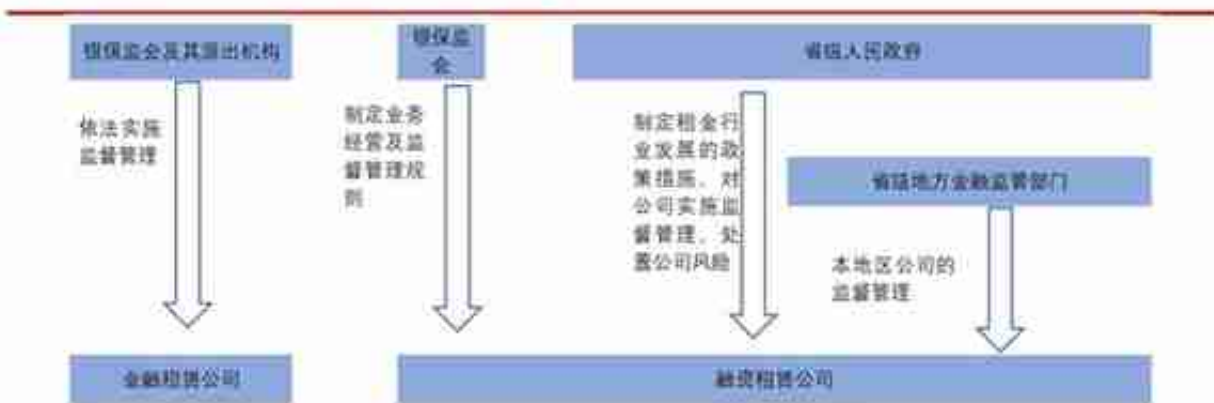 银保监会及其派出机构
银保监
会
省级人民政府
依法实施
监督管理
制定业务
经营及监
督管理规
则
制定租金行
业发展的政
策措施，对
公司实施监
督管理，处
置公司风险
省级地方金融监管部门
本地区公司的
监督管理
金融租赁公司
融资租赁公司